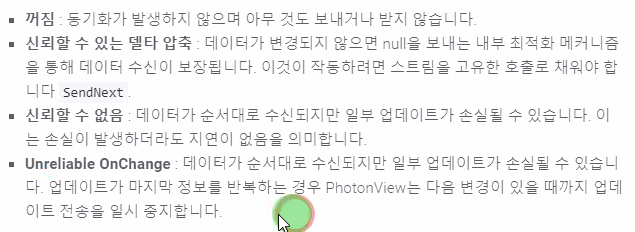 꺼짐 : 동기화가 발생하지 않으며 아무 것도 보내거나 받지 않습니다.
신뢰할 수 있는 델타 압축 : 데이터가 변경되지 않으면 null을 보내는 내부 최적화 메커니즘
을 통해 데이터 수신이 보장됩니다. 이것이 작동하려면 스트림을 고유한 호출로 채워야 합
니다 SendNext .
신뢰할 수 없음 : 데이터가 순서대로 수신되지만 일부 업데이트가 손실될 수 있습니다. 이
는 손실이 발생하더라도 지연이 없음을 의미합니다.
Unreliable OnChange : 데이터가 순서대로 수신되지만 일부 업데이트가 손실될 수 있습니
다. 업데이트가 마지막 정보를 반복하는 경우 PhotonView는 다음 변경이 있을 때까지 업데
이트 전송을 일시 중지합니다.